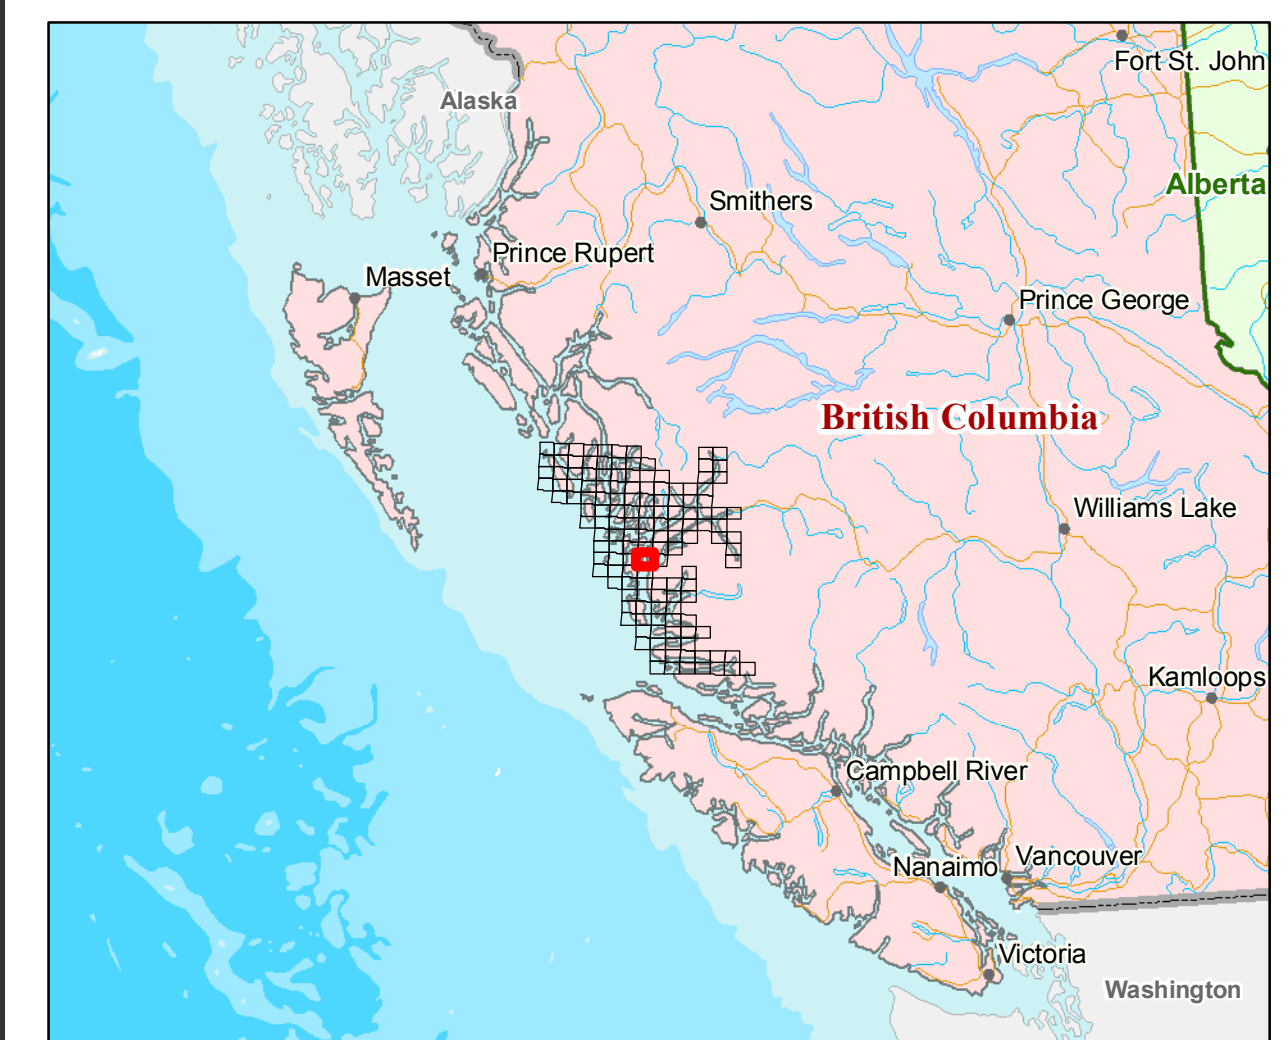 Fort St. John
Alaska
Alberta
Smithers
Prince Rupert
Masset
Prince George
British Columbia
Williams Lake
Kamloops
Campbell River
Vancouver
Nanaimo
Victoria
Washington